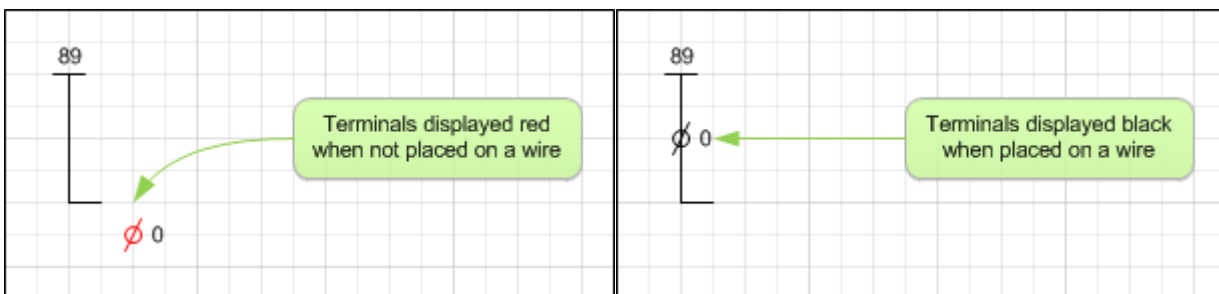 89
Terminals displayed red
when not placed on a wire
0
89
Terminals displayed black
when placed on a wire
0